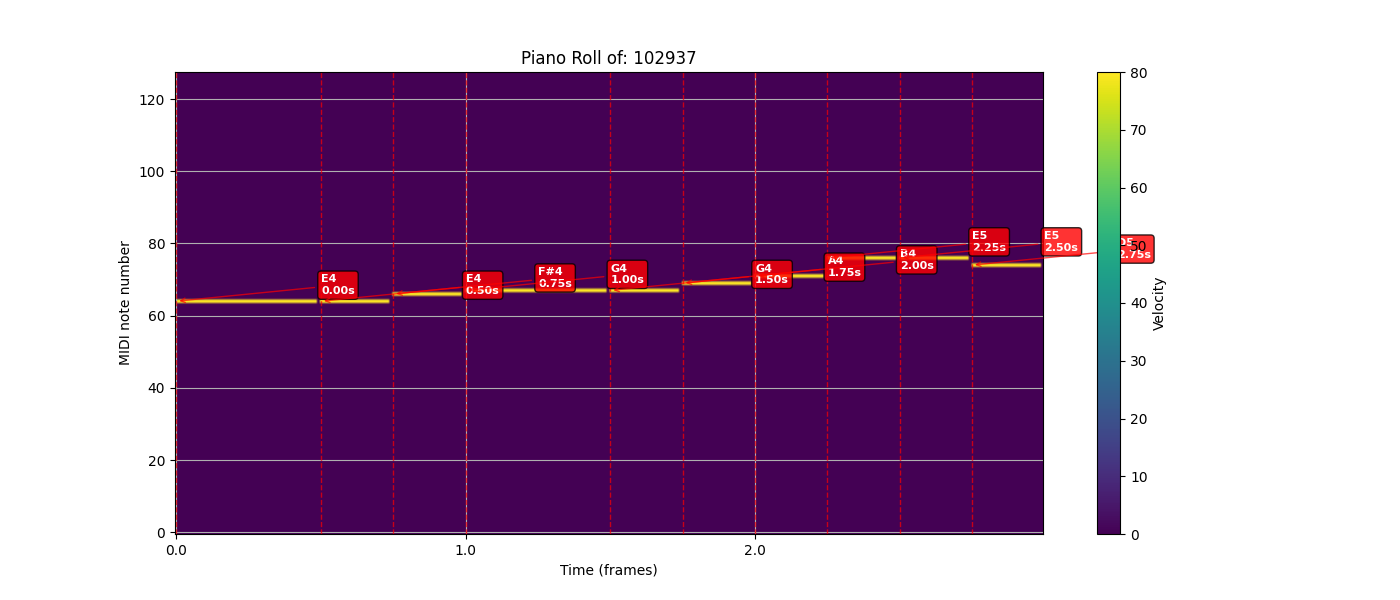 Piano Roll of: 102937
MIDI note number
120
100
80
60
40
20
0
E4
0.00s
E4
0.50s
F#4
0.75s
G4
1.00s
G4
1.50s
A4
1.75s
B4
2.00s
E5
2.25s
E5
2.50s
D5
2.75s
0.0
1.0
2.0
Time (frames)
80
70
60
50
40
30
20
10
0
Velocity